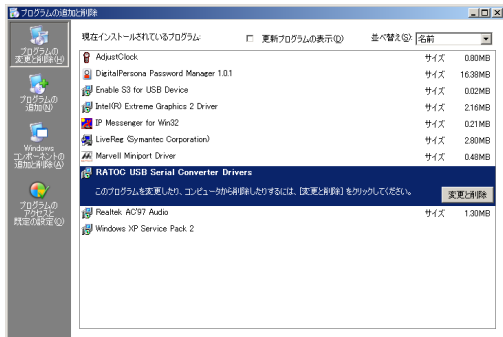 プログラムの追加と削除
プログラムの
変更と削除(H)
プログラムの
追加(N)
Windows
コンポーネントの
追加と削除(A)
プログラムの
アクセスと
既定の設定(O)
現在インストールされているプログラム: 更新プログラムの表示(D) 並べ替え(S): 名前
AdjustClock サイズ 0.80MB
DigitalPersona Password Manager 1.0.1 サイズ 16.38MB
Enable S3 for USB Device サイズ 0.02MB
Intel(R) Extreme Graphics 2 Driver サイズ 2.16MB
IP Messenger for Win32 サイズ 0.21MB
LiveReg (Symantec Corporation) サイズ 2.80MB
Marvell Miniport Driver サイズ 0.48MB
RATOC USB Serial Converter Drivers
このプログラムを変更したり、コンピュータから削除したりするには、[変更と削除] をクリックしてください。 変更と削除
Realtek AC'97 Audio サイズ 1.30MB
Windows XP Service Pack 2